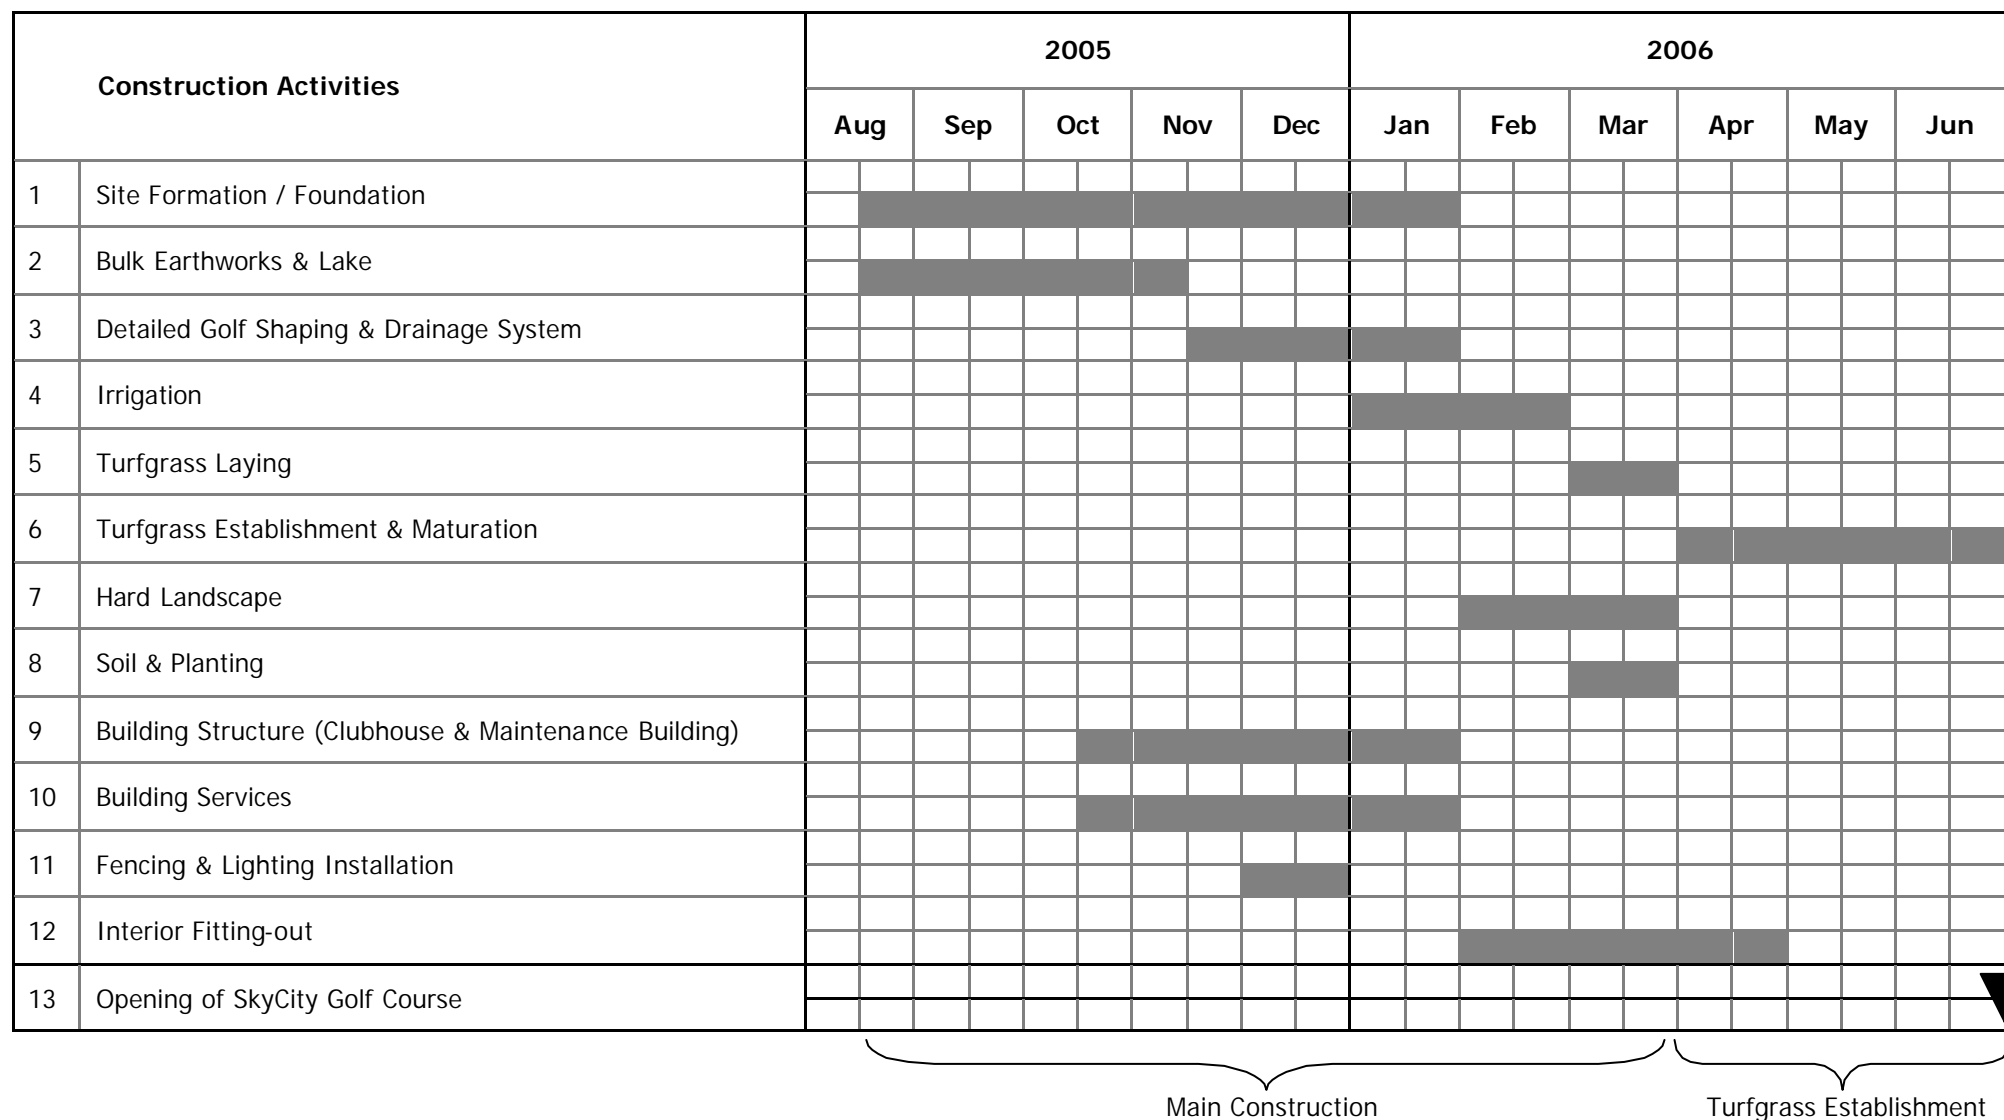 Construction Activities
2005
2006
Aug Sep Oct Nov Dec Jan Feb Mar Apr May Jun
1 Site Formation / Foundation
2 Bulk Earthworks & Lake
3 Detailed Golf Shaping & Drainage System
4 Irrigation
5 Turfgrass Laying
6 Turfgrass Establishment & Maturation
7 Hard Landscape
8 Soil & Planting
9 Building Structure (Clubhouse & Maintenance Building)
10 Building Services
11 Fencing & Lighting Installation
12 Interior Fitting-out
13 Opening of SkyCity Golf Course
Main Construction
Turfgrass Establishment